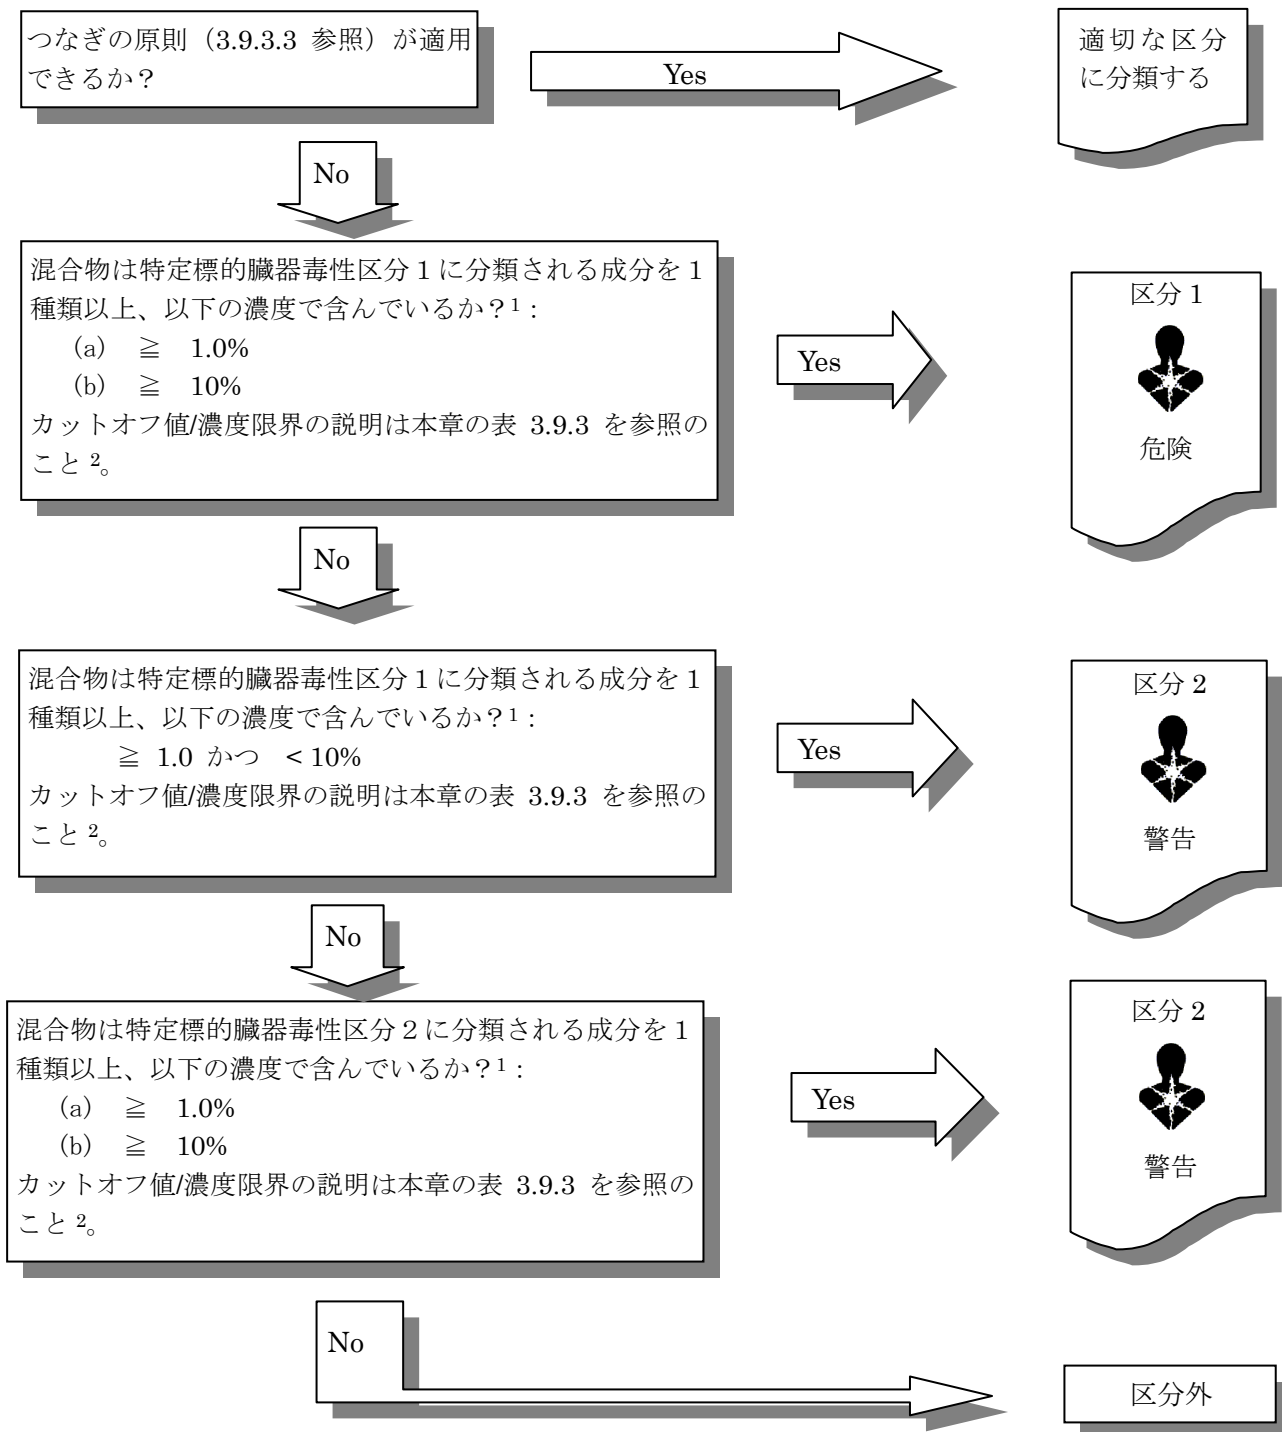 つなぎの原則（3.9.3.3 参照）が適用
できるか？
Yes
適切な区分
に分類する
No
混合物は特定標的臓器毒性区分１に分類される成分を１
種類以上、以下の濃度で含んでいるか？1：
(a) ≧ 1.0%
(b) ≧ 10%
カットオフ値/濃度限界の説明は本章の表 3.9.3 を参照の
こと 2。
Yes
区分 1
危険
No
混合物は特定標的臓器毒性区分１に分類される成分を１
種類以上、以下の濃度で含んでいるか？1：
≧ 1.0 かつ < 10%
カットオフ値/濃度限界の説明は本章の表 3.9.3 を参照の
こと 2。
Yes
区分 2
警告
No
混合物は特定標的臓器毒性区分２に分類される成分を１
種類以上、以下の濃度で含んでいるか？1：
(a) ≧ 1.0%
(b) ≧ 10%
カットオフ値/濃度限界の説明は本章の表 3.9.3 を参照の
こと 2。
Yes
区分 2
警告
No
区分外